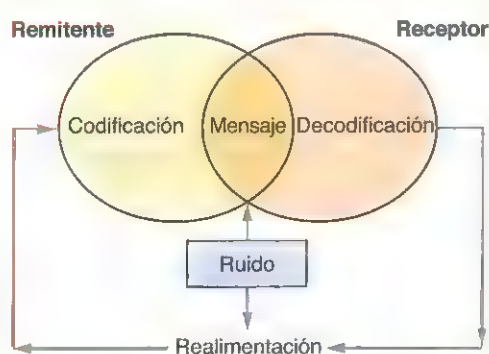 Remitente Receptor
Codificación Mensaje Decodificación
Ruido
Realimentación